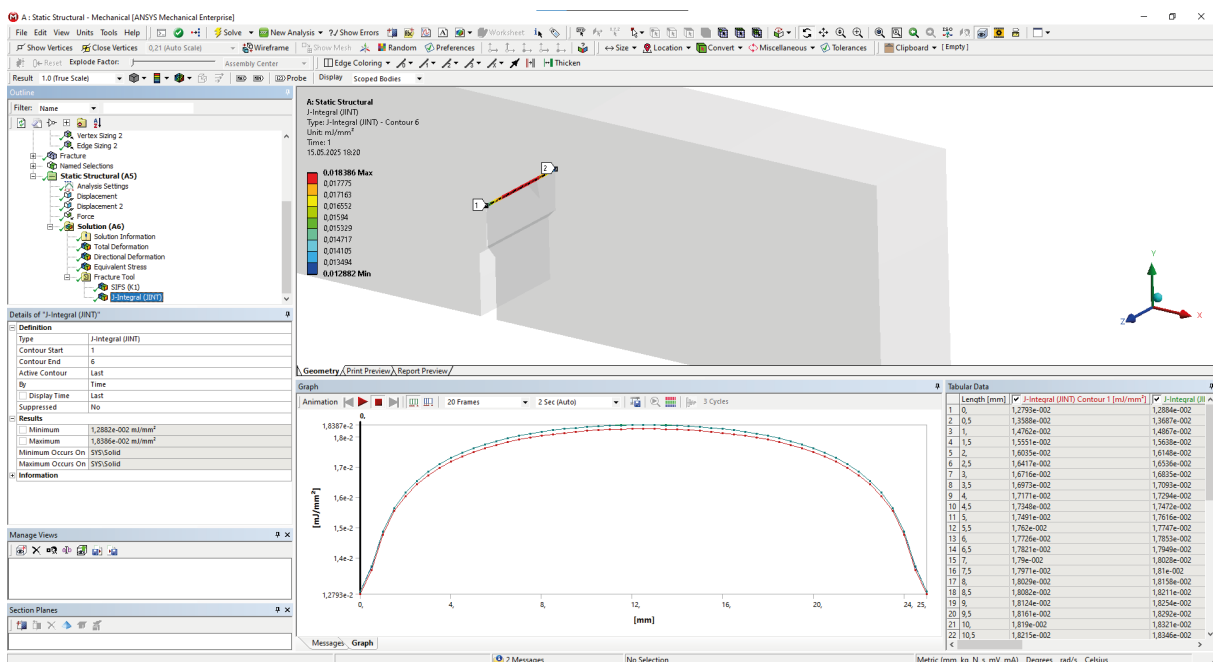 A : Static Structural - Mechanical [ANSYS Mechanical Enterprise]
File Edit View Units Tools Help Solve New Analysis ?/ Show Errors Worksheet
Show Vertices Close Vertices 0,21 (Auto Scale) Wireframe Show Mesh Random Preferences Size Location Convert Miscellaneous Tolerances Clipboard [Empty]
Reset Explode Factor: Assembly Center Edge Coloring Thicken
Result 1.0 (True Scale) Probe Display Scoped Bodies
Outline
Filter: Name
Vertex Sizing 2
Edge Sizing 2
Fracture
Named Selections
Static Structural (A5)
Analysis Settings
Displacement
Displacement 2
Force
Solution (A6)
Solution Information
Total Deformation
Directional Deformation
Equivalent Stress
Fracture Tool
SIFS (K1)
J-Integral (JINT)
Details of "J-Integral (JINT)"
Definition
Type J-Integral (JINT)
Contour Start 1
Contour End 6
Active Contour Last
By Time
Display Time Last
Suppressed No
Results
Minimum 1,2882e-002 mJ/mm²
Maximum 1,8386e-002 mJ/mm²
Minimum Occurs On SYS\Solid
Maximum Occurs On SYS\Solid
Information
Manage Views
Section Planes
A: Static Structural
J-Integral (JINT)
Type: J-Integral (JINT) - Contour 6
Unit: mJ/mm²
Time: 1
15.05.2025 18:20
0,018386 Max
0,017775
0,017163
0,016552
0,01594
0,015329
0,014717
0,014105
0,013494
0,012882 Min
1
2
Y
X
Z
Geometry Print Preview Report Preview
Graph
Animation 20 Frames 2 Sec (Auto) 3 Cycles
0,
1,8387e-2
1,8e-2
1,7e-2
1,6e-2
1,5e-2
1,4e-2
1,2793e-2
[mJ/mm²]
0, 4, 8, 12, 16, 20, 24, 25,
[mm]
Messages Graph
Tabular Data
Length [mm] J-Integral (JINT) Contour 1 [mJ/mm²] J-Integral (JI
1 0, 1,2793e-002 1,2884e-002
2 0,5 1,3588e-002 1,3687e-002
3 1, 1,4762e-002 1,4867e-002
4 1,5 1,5551e-002 1,5638e-002
5 2, 1,6035e-002 1,6148e-002
6 2,5 1,6417e-002 1,6536e-002
7 3, 1,6716e-002 1,6835e-002
8 3,5 1,6973e-002 1,7093e-002
9 4, 1,7171e-002 1,7294e-002
10 4,5 1,7348e-002 1,7472e-002
11 5, 1,7491e-002 1,7616e-002
12 5,5 1,762e-002 1,7747e-002
13 6, 1,7726e-002 1,7853e-002
14 6,5 1,7821e-002 1,7949e-002
15 7, 1,79e-002 1,8028e-002
16 7,5 1,7971e-002 1,81e-002
17 8, 1,8029e-002 1,8158e-002
18 8,5 1,8082e-002 1,8211e-002
19 9, 1,8124e-002 1,8254e-002
20 9,5 1,8161e-002 1,8292e-002
21 10, 1,819e-002 1,8321e-002
22 10,5 1,8215e-002 1,8346e-002
2 Messages No Selection Metric (mm, kg, N, s, mV, mA) Degrees rad/s Celsius